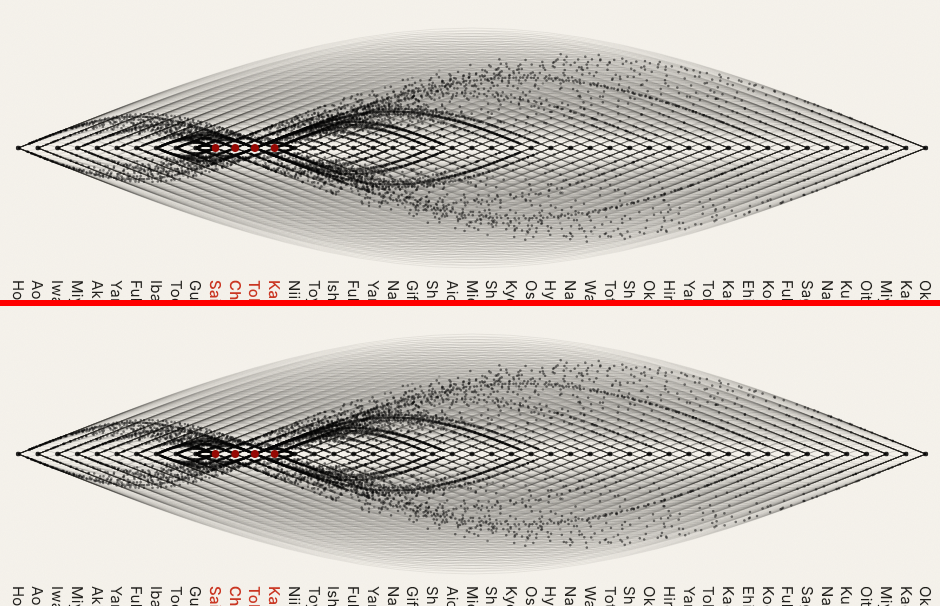 Ho
Ao
Iwa
Mi
Ak
Ya
Fu
Iba
To
Gu
Sa
Ch
To
Ka
Nii
To
Ish
Fu
Ya
Na
Gif
Sh
Aic
Mi
Sh
Ky
Os
Hy
Na
Wa
To
Sh
Ok
Hir
Ya
To
Ka
Eh
Ko
Fu
Sa
Na
Ku
Oit
Mi
Ka
Ok
Ho
Ao
Iwa
Mi
Ak
Ya
Fu
Iba
To
Gu
Sa
Ch
To
Ka
Nii
To
Ish
Fu
Ya
Na
Gif
Sh
Aic
Mi
Sh
Ky
Os
Hy
Na
Wa
To
Sh
Ok
Hir
Ya
To
Ka
Eh
Ko
Fu
Sa
Na
Ku
Oit
Mi
Ka
Ok